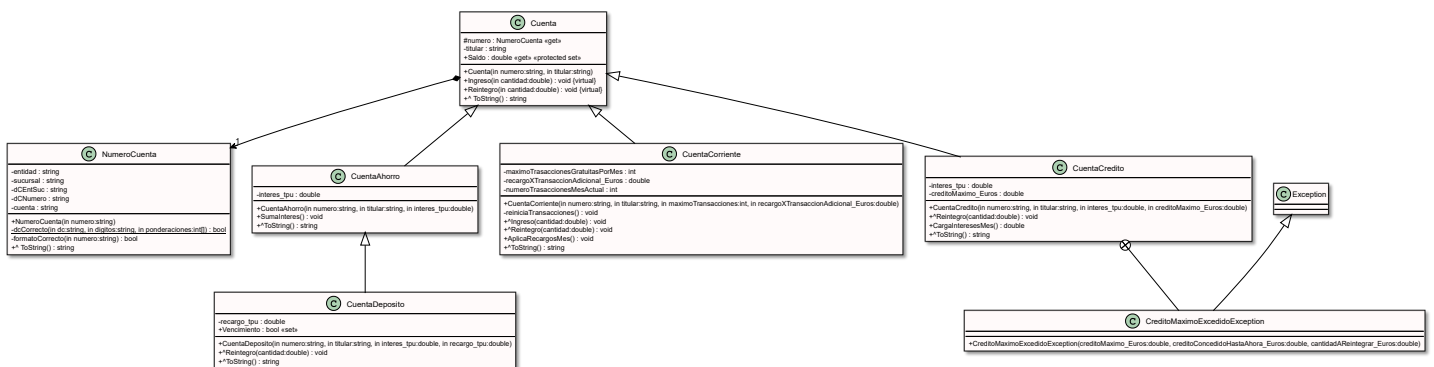 C Cuenta
#numero : NumeroCuenta «get»
-titular : string
+Saldo : double «get» «protected set»
+Cuenta(in numero:string, in titular:string)
+Ingreso(in cantidad:double) : void {virtual}
+Reintegro(in cantidad:double) : void {virtual}
+^ ToString() : string
1
C NumeroCuenta
-entidad : string
-sucursal : string
-dCEntSuc : string
-dCNumero : string
-cuenta : string
+NumeroCuenta(in numero:string)
-dcCorrecto(in dc:string, in digitos:string, in ponderaciones:int[]) : bool
-formatoCorrecto(in numero:string) : bool
+^ ToString() : string
C CuentaAhorro
-interes_tpu : double
+CuentaAhorro(in numero:string, in titular:string, in interes_tpu:double)
+SumaInteres() : void
+^ToString() : string
C CuentaCorriente
-maximoTrasaccionesGratuitasPorMes : int
-recargoXTransaccionAdicional_Euros : double
-numeroTrasaccionesMesActual : int
+CuentaCorriente(in numero:string, in titular:string, in maximoTransacciones:int, in recargoXTransaccionAdicional_Euros:double)
-reiniciaTransacciones() : void
+^Ingreso(cantidad:double) : void
+^Reintegro(cantidad:double) : void
+AplicaRecargosMes() : void
+^ToString() : string
C CuentaCredito
-interes_tpu : double
-creditoMaximo_Euros : double
+CuentaCredito(in numero:string, in titular:string, in interes_tpu:double, in creditoMaximo_Euros:double)
+^Reintegro(cantidad:double) : void
+CargaInteresesMes() : double
+^ToString() : string
C Exception
C CuentaDeposito
-recargo_tpu : double
+Vencimiento : bool «set»
+CuentaDeposito(in numero:string, in titular:string, in interes_tpu:double, in recargo_tpu:double)
+^Reintegro(cantidad:double) : void
+^ToString() : string
C CreditoMaximoExcedidoException
+CreditoMaximoExcedidoException(creditoMaximo_Euros:double, creditoConcedidoHastaAhora_Euros:double, cantidadAReintegrar_Euros:double)